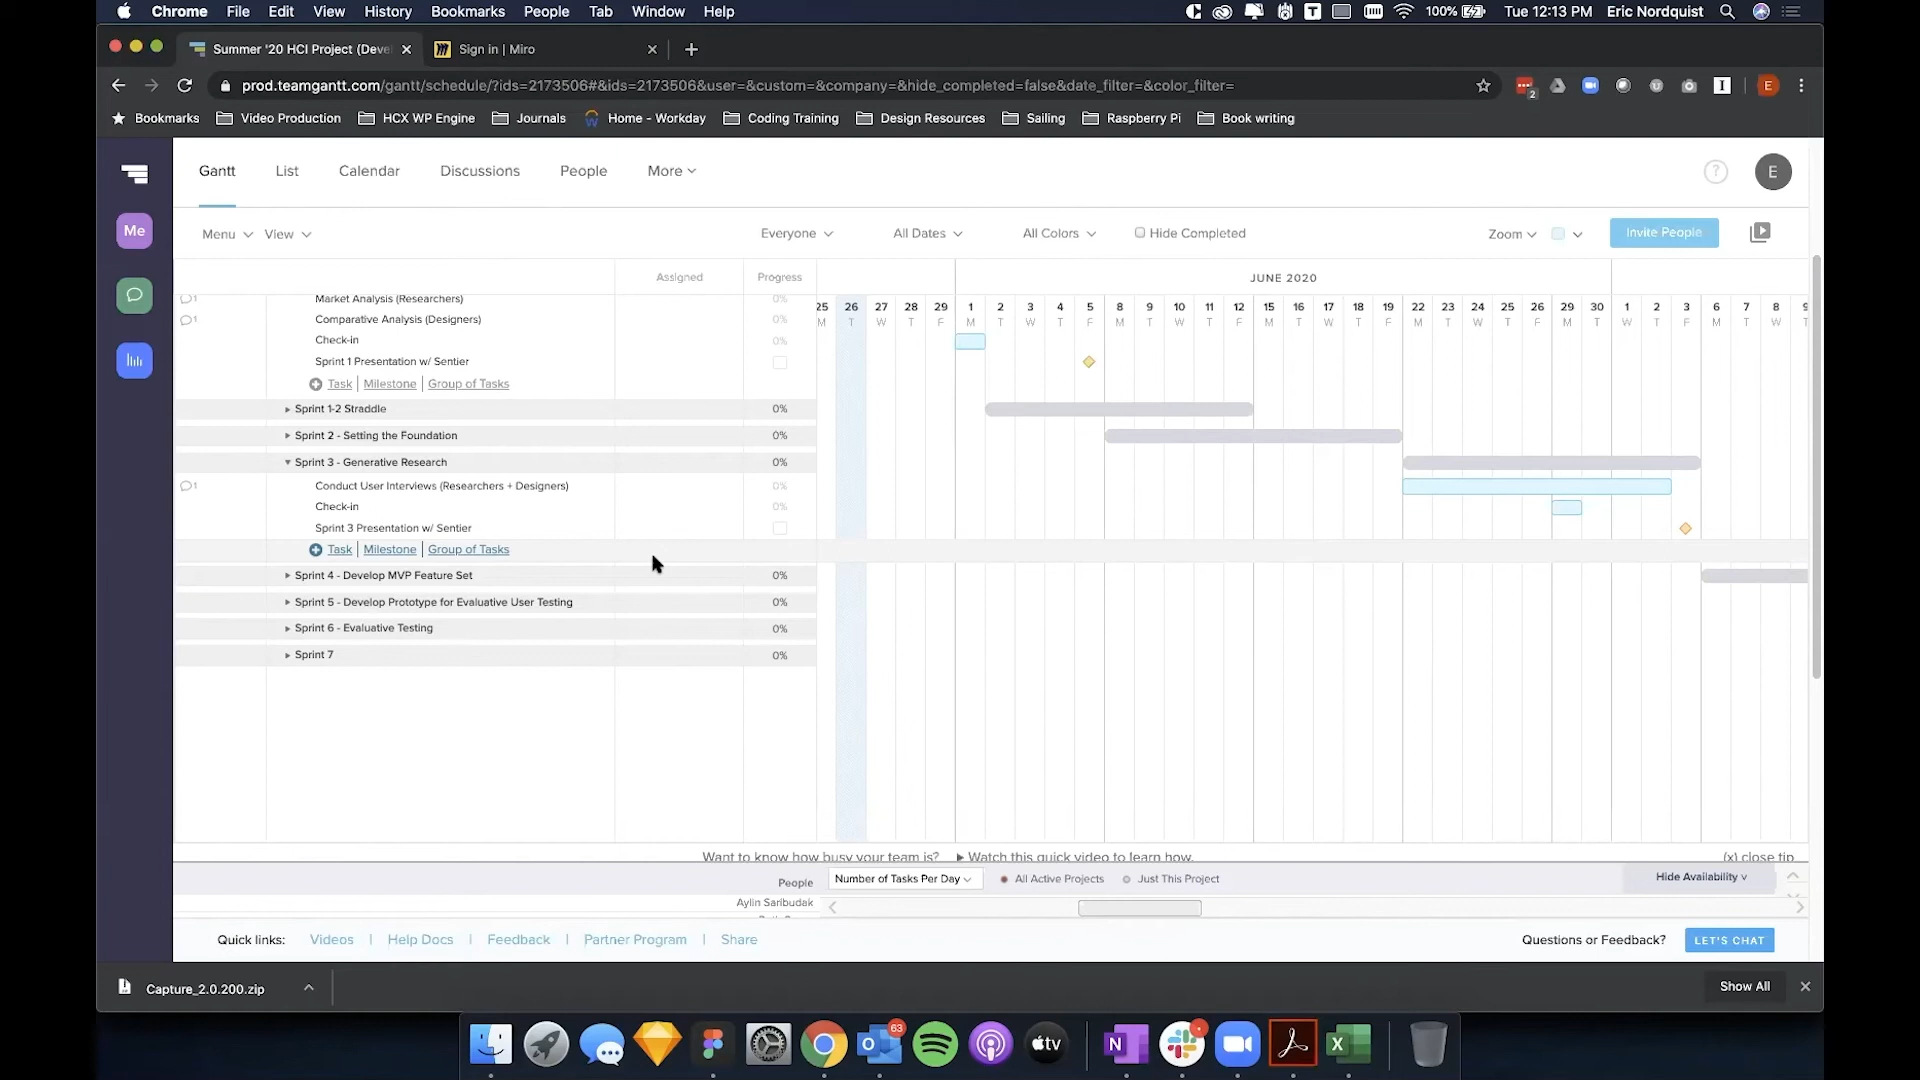 Chrome File Edit View History Bookmarks People Tab Window Help
100% Tue 12:13 PM Eric Nordquist
Summer '20 HCI Project (Deve
Sign in | Miro
prod.teamgantt.com/gantt/schedule/?ids=2173506#&ids=2173506&user=&custom=&company=&hide_completed=false&date_filter=&color_filter=
2
E
Bookmarks Video Production HCX WP Engine Journals Home - Workday Coding Training Design Resources Sailing Raspberry Pi Book writing
Gantt List Calendar Discussions People More
? E
Me
Menu View Everyone All Dates All Colors Hide Completed Zoom Invite People
Assigned Progress JUNE 2020
25 26 27 28 29 1 2 3 4 5 8 9 10 11 12 15 16 17 18 19 22 23 24 25 26 29 30 1 2 3 6 7 8 9
M T W T F M T W T F M T W T F M T W T F M T W T F M T W T F M T W T
1 Market Analysis (Researchers) 0%
1 Comparative Analysis (Designers) 0%
Check-in 0%
Sprint 1 Presentation w/ Sentier
Task | Milestone | Group of Tasks
Sprint 1-2 Straddle 0%
Sprint 2 - Setting the Foundation 0%
Sprint 3 - Generative Research 0%
1 Conduct User Interviews (Researchers + Designers) 0%
Check-in 0%
Sprint 3 Presentation w/ Sentier
Task | Milestone | Group of Tasks
Sprint 4 - Develop MVP Feature Set 0%
Sprint 5 - Develop Prototype for Evaluative User Testing 0%
Sprint 6 - Evaluative Testing 0%
Sprint 7 0%
Want to know how busy your team is? Watch this quick video to learn how. (x) close tip
People Number of Tasks Per Day All Active Projects Just This Project Hide Availability
Aylin Saribudak
Quick links: Videos | Help Docs | Feedback | Partner Program | Share Questions or Feedback? LET'S CHAT
Capture_2.0.200.zip Show All
63
tv
N
X